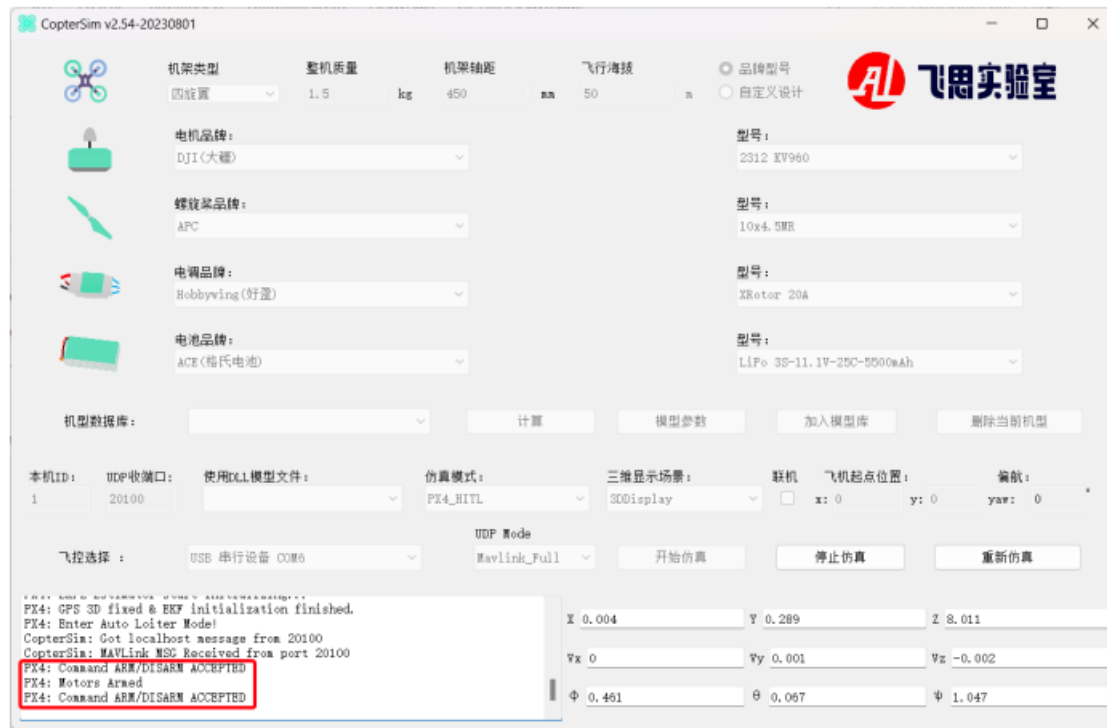 CopterSim v2.54-20230801
机架类型 整机质量 机架轴距 飞行海拔 品牌型号
四旋翼 1.5 kg 450 mm 50 m 自定义设计
飞思实验室
电机品牌： 型号：
DJI(大疆) 2312 KV960
螺旋桨品牌： 型号：
APC 10x4.5MR
电调品牌： 型号：
Hobbywing(好盈) XRotor 20A
电池品牌： 型号：
ACE(格氏电池) LiPo 3S-11.1V-25C-5500mAh
机型数据库： 计算 模型参数 加入模型库 删除当前机型
本机ID： UDP收端口： 使用DLL模型文件： 仿真模式： 三维显示场景： 联机 飞机起点位置： 偏航：
1 20100 PX4_HITL 3DDisplay x: 0 y: 0 yaw: 0 °
UDP Mode
飞控选择 ： USB 串行设备 COM6 Mavlink_Full 开始仿真 停止仿真 重新仿真
PX4: GPS 3D fixed & EKF initialization finished.
PX4: Enter Auto Loiter Mode!
CopterSim: Got localhost message from 20100
CopterSim: MAVLink MSG Received from port 20100
PX4: Command ARM/DISARM ACCEPTED
PX4: Motors Armed
PX4: Command ARM/DISARM ACCEPTED
X 0.004 Y 0.289 Z 8.011
Vx 0 Vy 0.001 Vz -0.002
Φ 0.461 θ 0.067 Ψ 1.047